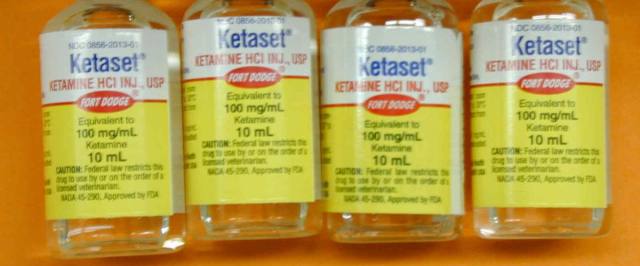 NDC 0856-2013-01
Ketaset®
KETAMINE HCl INJ., USP
FORT DODGE®
Equivalent to
100 mg/mL
Ketamine
10 mL
CAUTION: Federal law restricts this
drug to use by or on the order of a
licensed veterinarian.
NADA 45-290, Approved by FDA
NDC 0856-2013-01
Ketaset®
KETAMINE HCl INJ., USP
FORT DODGE®
Equivalent to
100 mg/mL
Ketamine
10 mL
CAUTION: Federal law restricts this
drug to use by or on the order of a
licensed veterinarian.
NADA 45-290, Approved by FDA
NDC 0856-2013-01
Ketaset®
KETAMINE HCl INJ., USP
FORT DODGE®
Equivalent to
100 mg/mL
Ketamine
10 mL
CAUTION: Federal law restricts this
drug to use by or on the order of a
licensed veterinarian.
NADA 45-290, Approved by FDA
NDC 0856-2013-01
Ketaset®
KETAMINE HCl INJ., USP
FORT DODGE®
Equivalent to
100 mg/mL
Ketamine
10 mL
CAUTION: Federal law restricts this
drug to use by or on the order of a
licensed veterinarian.
NADA 45-290, Approved by FDA